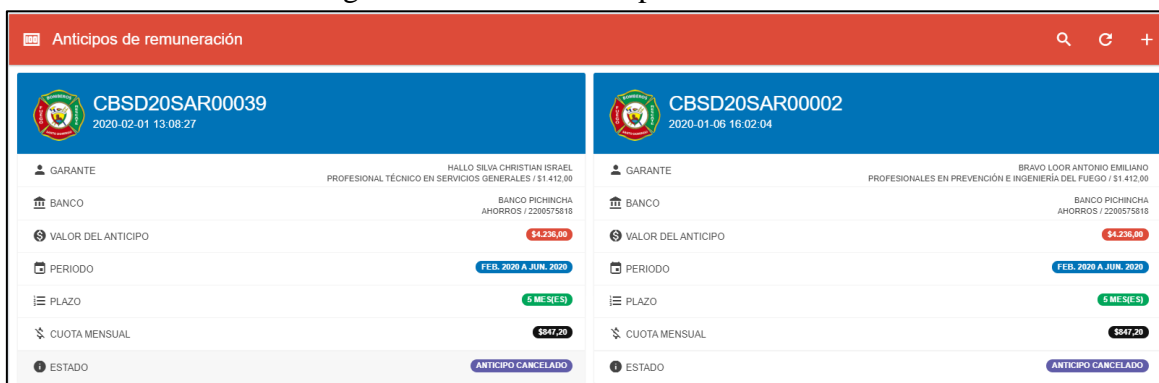 Anticipos de remuneración
CBSD20SAR00039
2020-02-01 13:08:27
GARANTE
HALLO SILVA CHRISTIAN ISRAEL
PROFESIONAL TÉCNICO EN SERVICIOS GENERALES / $1.412,00
BANCO
BANCO PICHINCHA
AHORROS / 2200575818
VALOR DEL ANTICIPO
$4.236,00
PERIODO
FEB. 2020 A JUN. 2020
PLAZO
5 MES(ES)
CUOTA MENSUAL
$847,20
ESTADO
ANTICIPO CANCELADO
CBSD20SAR00002
2020-01-06 16:02:04
GARANTE
BRAVO LOOR ANTONIO EMILIANO
PROFESIONALES EN PREVENCIÓN E INGENIERÍA DEL FUEGO / $1.412,00
BANCO
BANCO PICHINCHA
AHORROS / 2200575818
VALOR DEL ANTICIPO
$4.236,00
PERIODO
FEB. 2020 A JUN. 2020
PLAZO
5 MES(ES)
CUOTA MENSUAL
$847,20
ESTADO
ANTICIPO CANCELADO